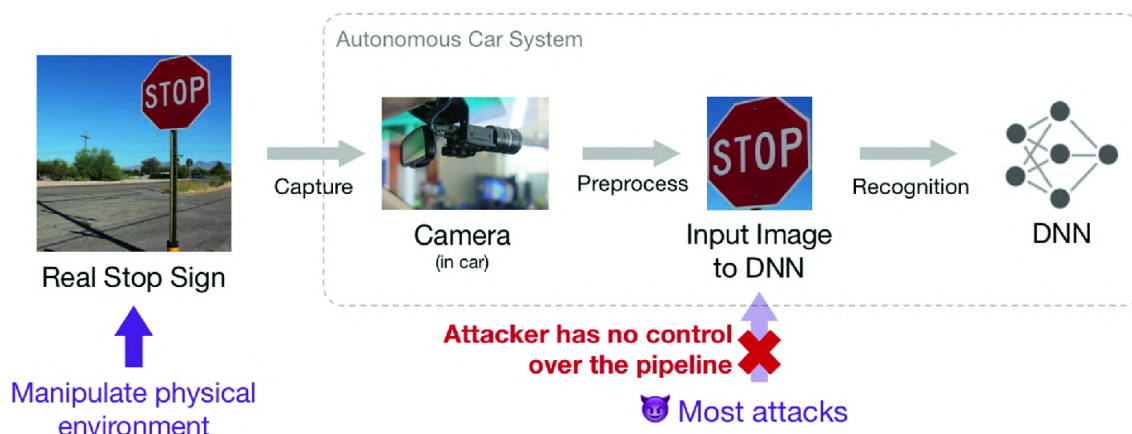 Autonomous Car System
STOP
STOP
Capture
Preprocess
Recognition
Real Stop Sign
Camera
(in car)
Input Image
to DNN
DNN
Attacker has no control
over the pipeline
Manipulate physical
environment
😈 Most attacks